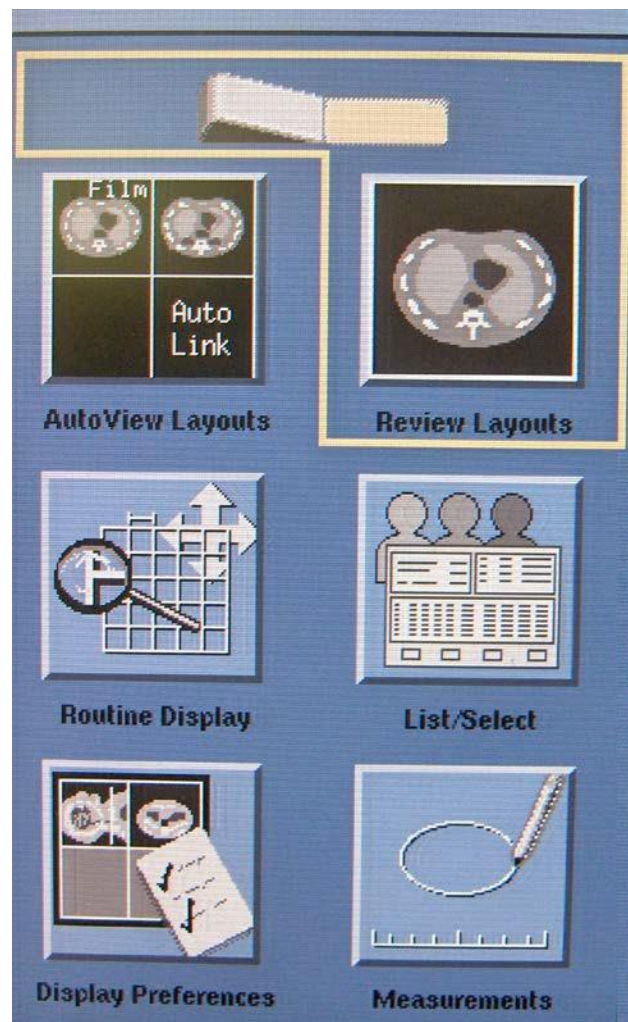 Film
Auto
Link
AutoView Layouts
Review Layouts
Routine Display
List/Select
Display Preferences
Measurements